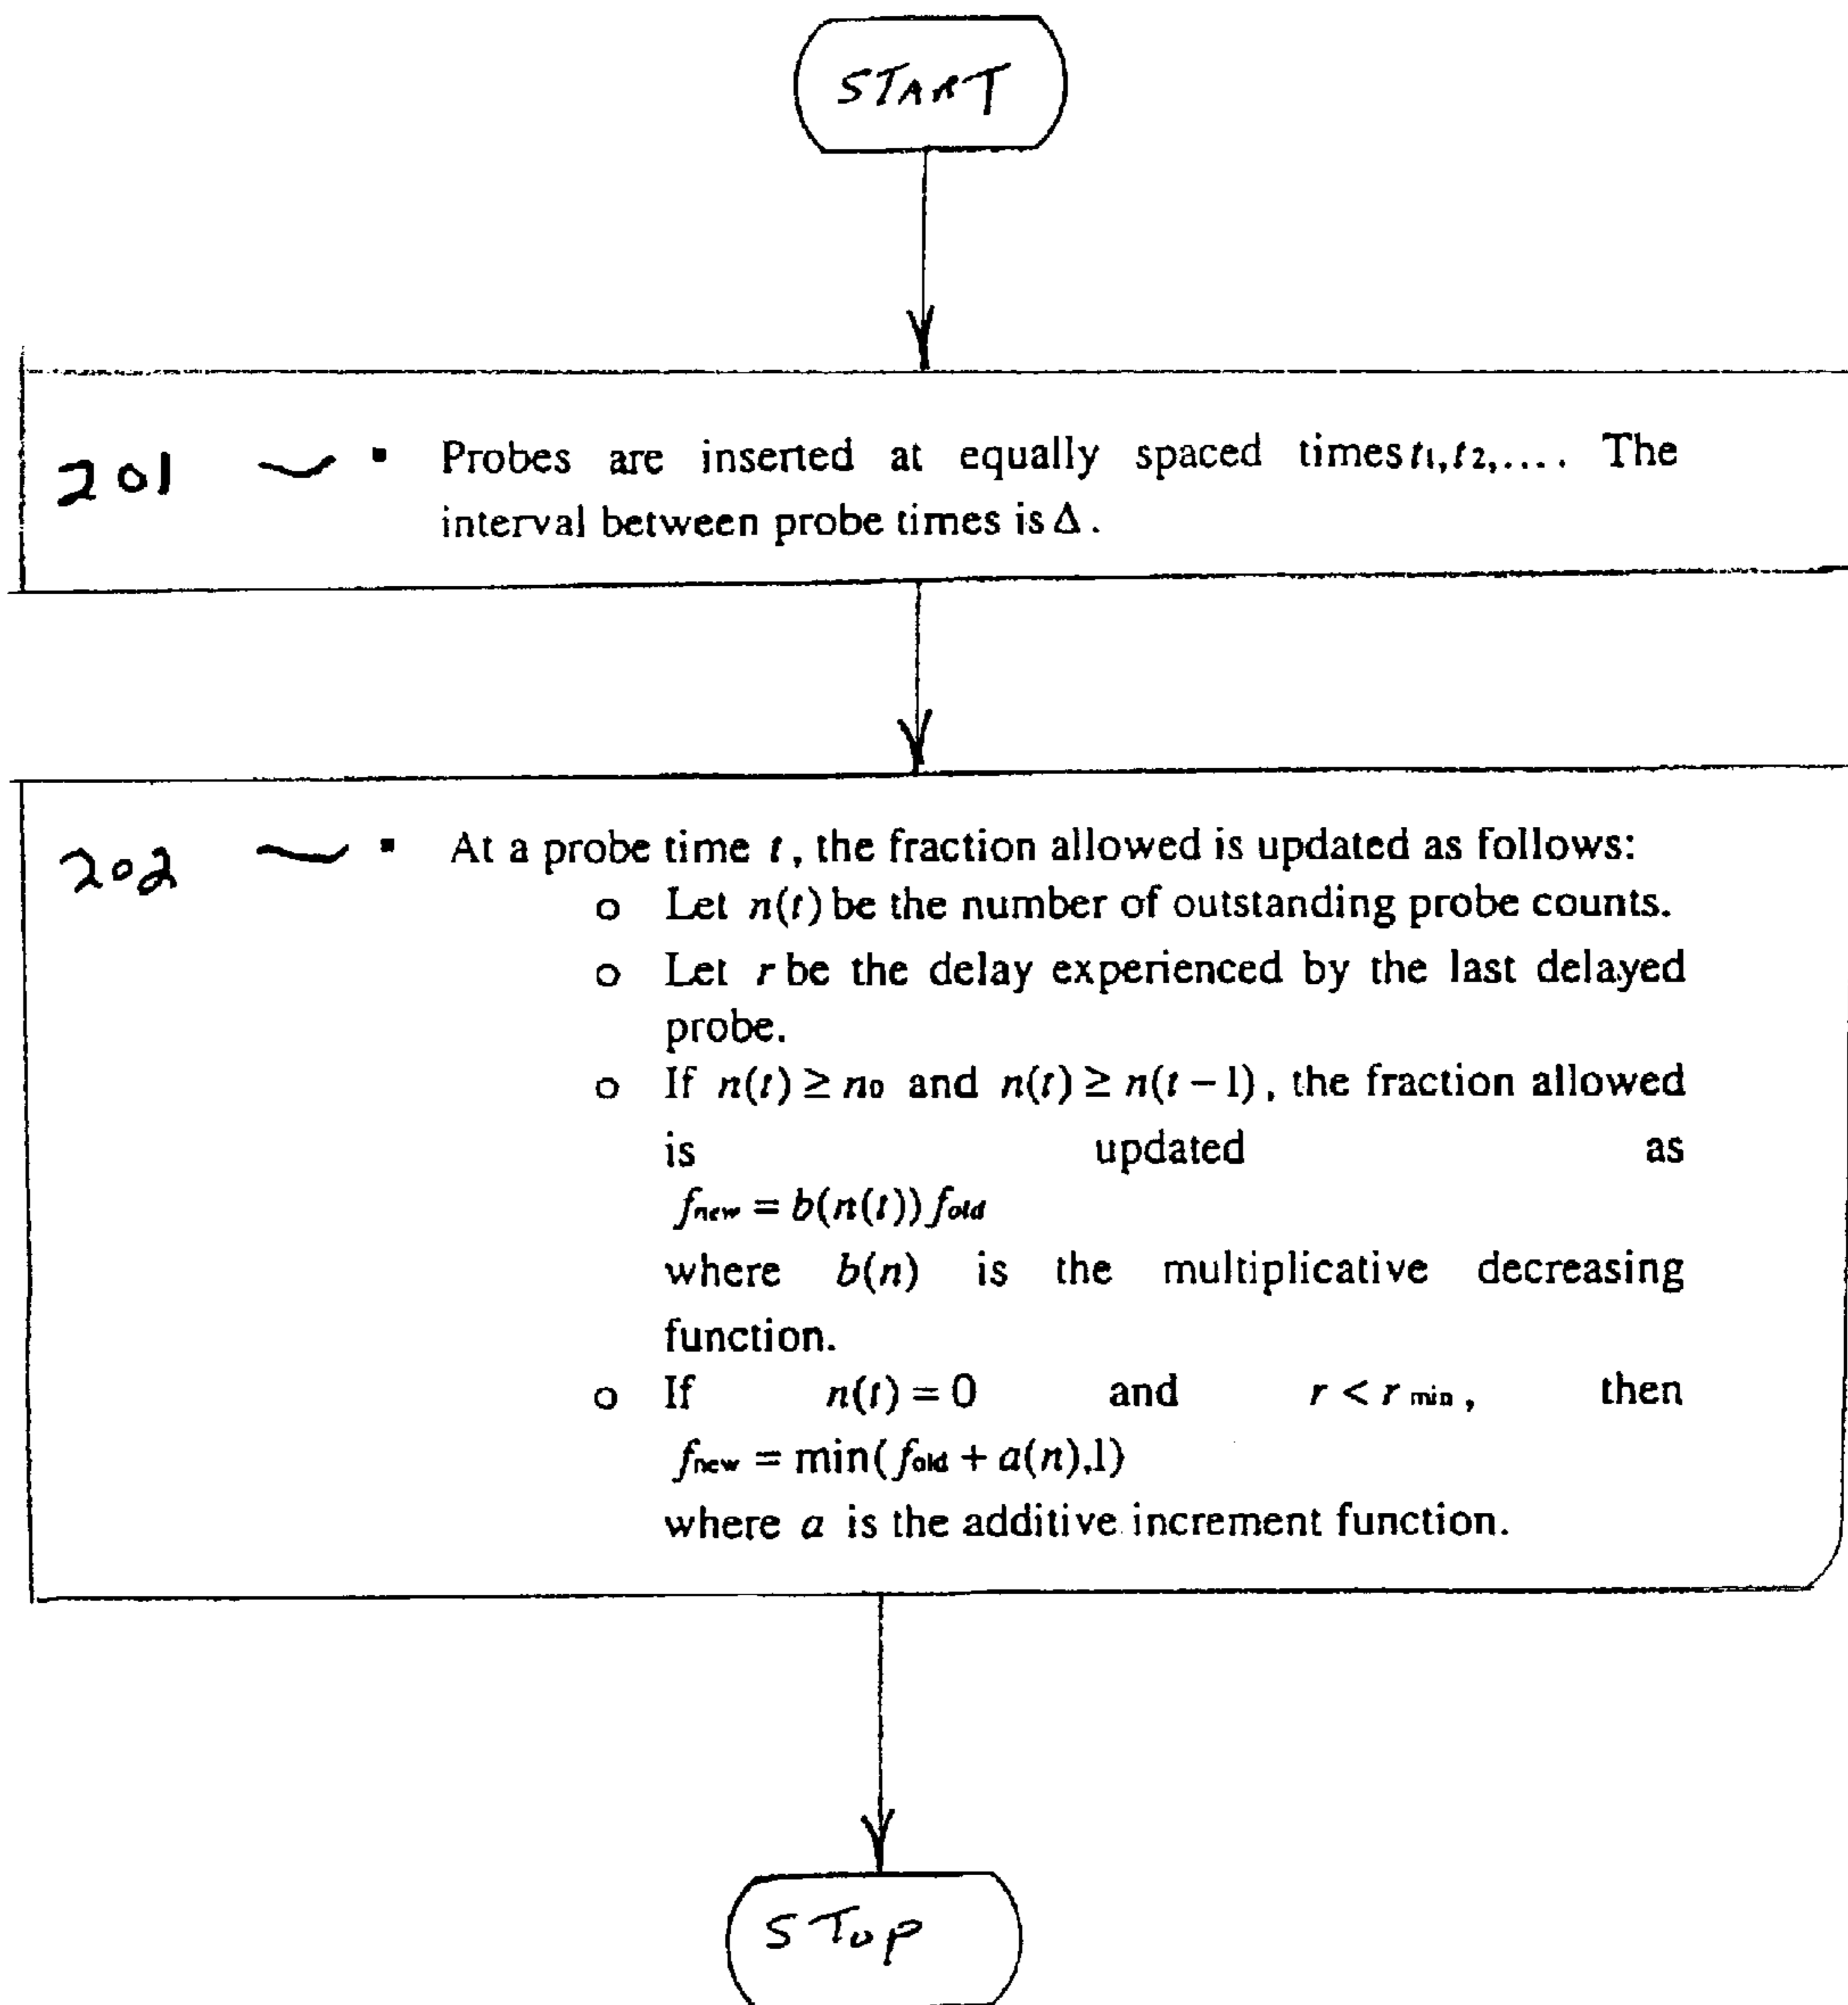 START
201 ~ ▪ Probes are inserted at equally spaced times t1, t2,.... The
interval between probe times is Δ.
202 ~ ▪ At a probe time t, the fraction allowed is updated as follows:
o Let n(t) be the number of outstanding probe counts.
o Let r be the delay experienced by the last delayed
probe.
o If n(t) ≥ n0 and n(t) ≥ n(t − 1), the fraction allowed
is updated as
fnew = b(n(t)) fold
where b(n) is the multiplicative decreasing
function.
o If n(t) = 0 and r < r min, then
fnew = min(fold + a(n),1)
where a is the additive increment function.
STOP